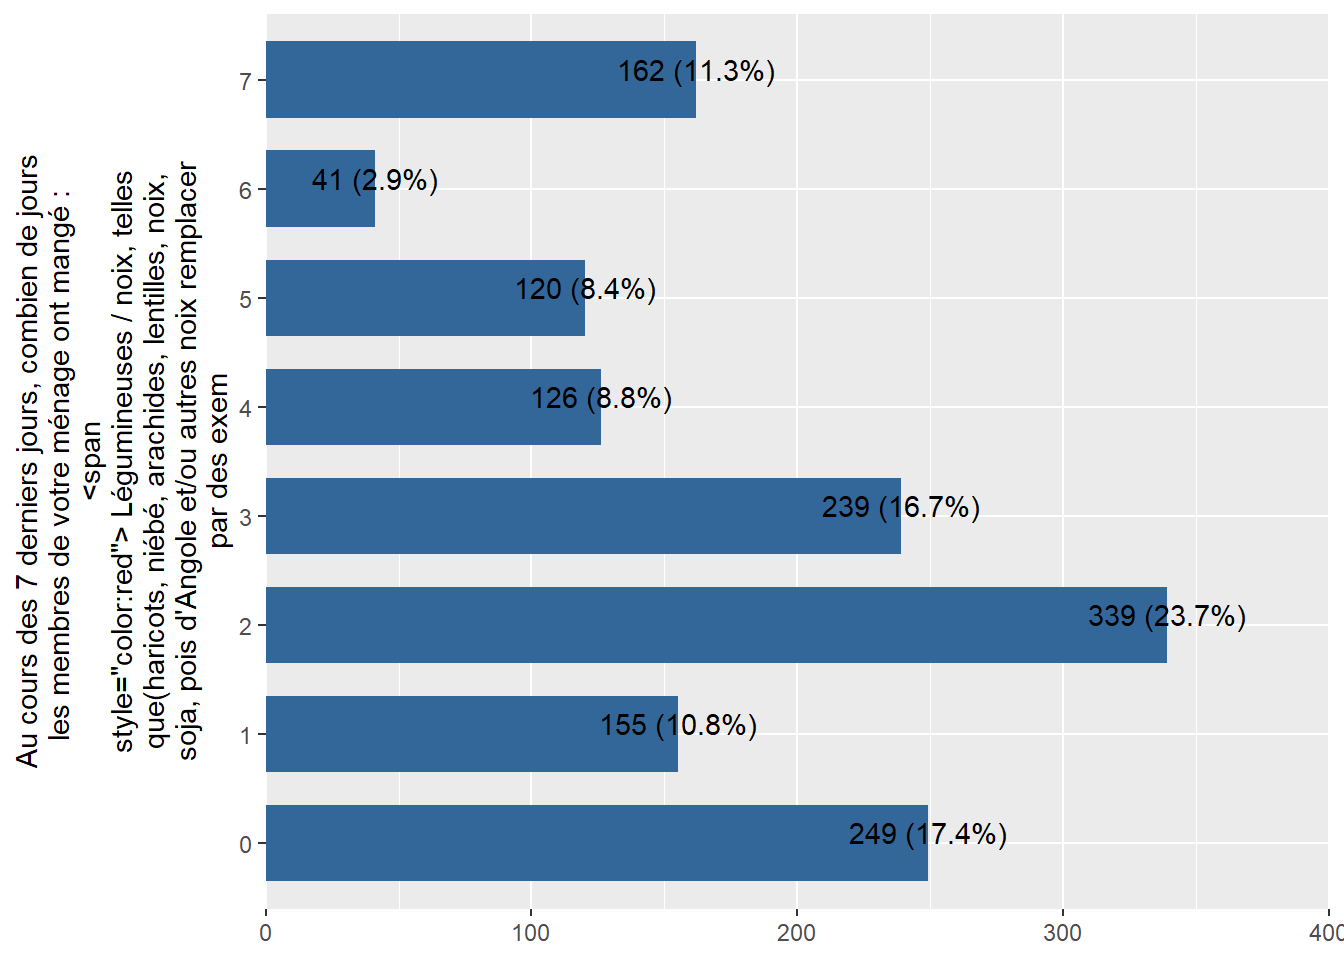 Au cours des 7 derniers jours, combien de jours
les membres de votre ménage ont mangé :
<span
style="color:red"> Légumineuses / noix, telles
que(haricots, niébé, arachides, lentilles, noix,
soja, pois d'Angole et/ou autres noix remplacer
par des exem
7
162 (11.3%)
6
41 (2.9%)
5
120 (8.4%)
4
126 (8.8%)
3
239 (16.7%)
2
339 (23.7%)
1
155 (10.8%)
0
249 (17.4%)
0 100 200 300 400